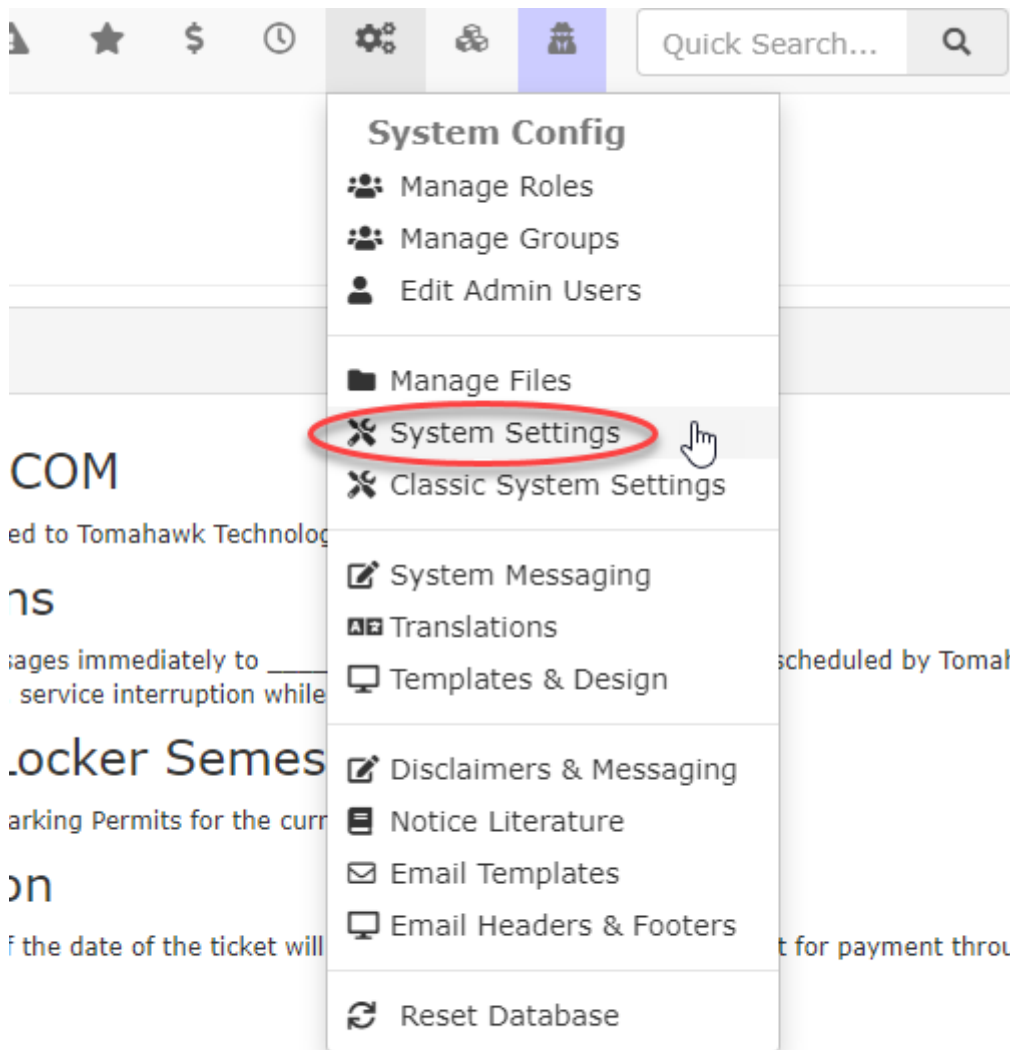 $ Quick Search...
System Config
Manage Roles
Manage Groups
Edit Admin Users
Manage Files
System Settings
Classic System Settings
System Messaging
Translations
Templates & Design
Disclaimers & Messaging
Notice Literature
Email Templates
Email Headers & Footers
Reset Database
COM
ed to Tomahawk Technolog
ns
sages immediately to _____ scheduled by Tomah
service interruption while
ocker Semes
arking Permits for the curr
on
f the date of the ticket will t for payment throu